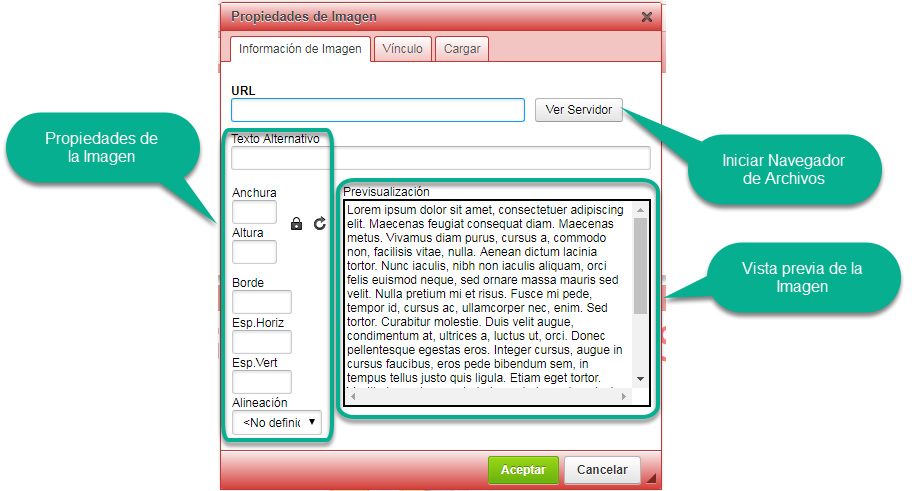 Propiedades de Imagen
Información de Imagen
Vínculo
Cargar
URL
Ver Servidor
Texto Alternativo
Propiedades de
la Imagen
Iniciar Navegador
de Archivos
Anchura
Altura
Borde
Esp.Horiz
Esp.Vert
Alineación
<No definic
Previsualización
Lorem ipsum dolor sit amet, consectetuer adipiscing
elit. Maecenas feugiat consequat diam. Maecenas
metus. Vivamus diam purus, cursus a, commodo
non, facilisis vitae, nulla. Aenean dictum lacinia
tortor. Nunc iaculis, nibh non iaculis aliquam, orci
felis euismod neque, sed ornare massa mauris sed
velit. Nulla pretium mi et risus. Fusce mi pede,
tempor id, cursus ac, ullamcorper nec, enim. Sed
tortor. Curabitur molestie. Duis velit augue,
condimentum at, ultrices a, luctus ut, orci. Donec
pellentesque egestas eros. Integer cursus, augue in
cursus faucibus, eros pede bibendum sem, in
tempus tellus justo quis ligula. Etiam eget tortor.
Vista previa de la
Imagen
Aceptar
Cancelar